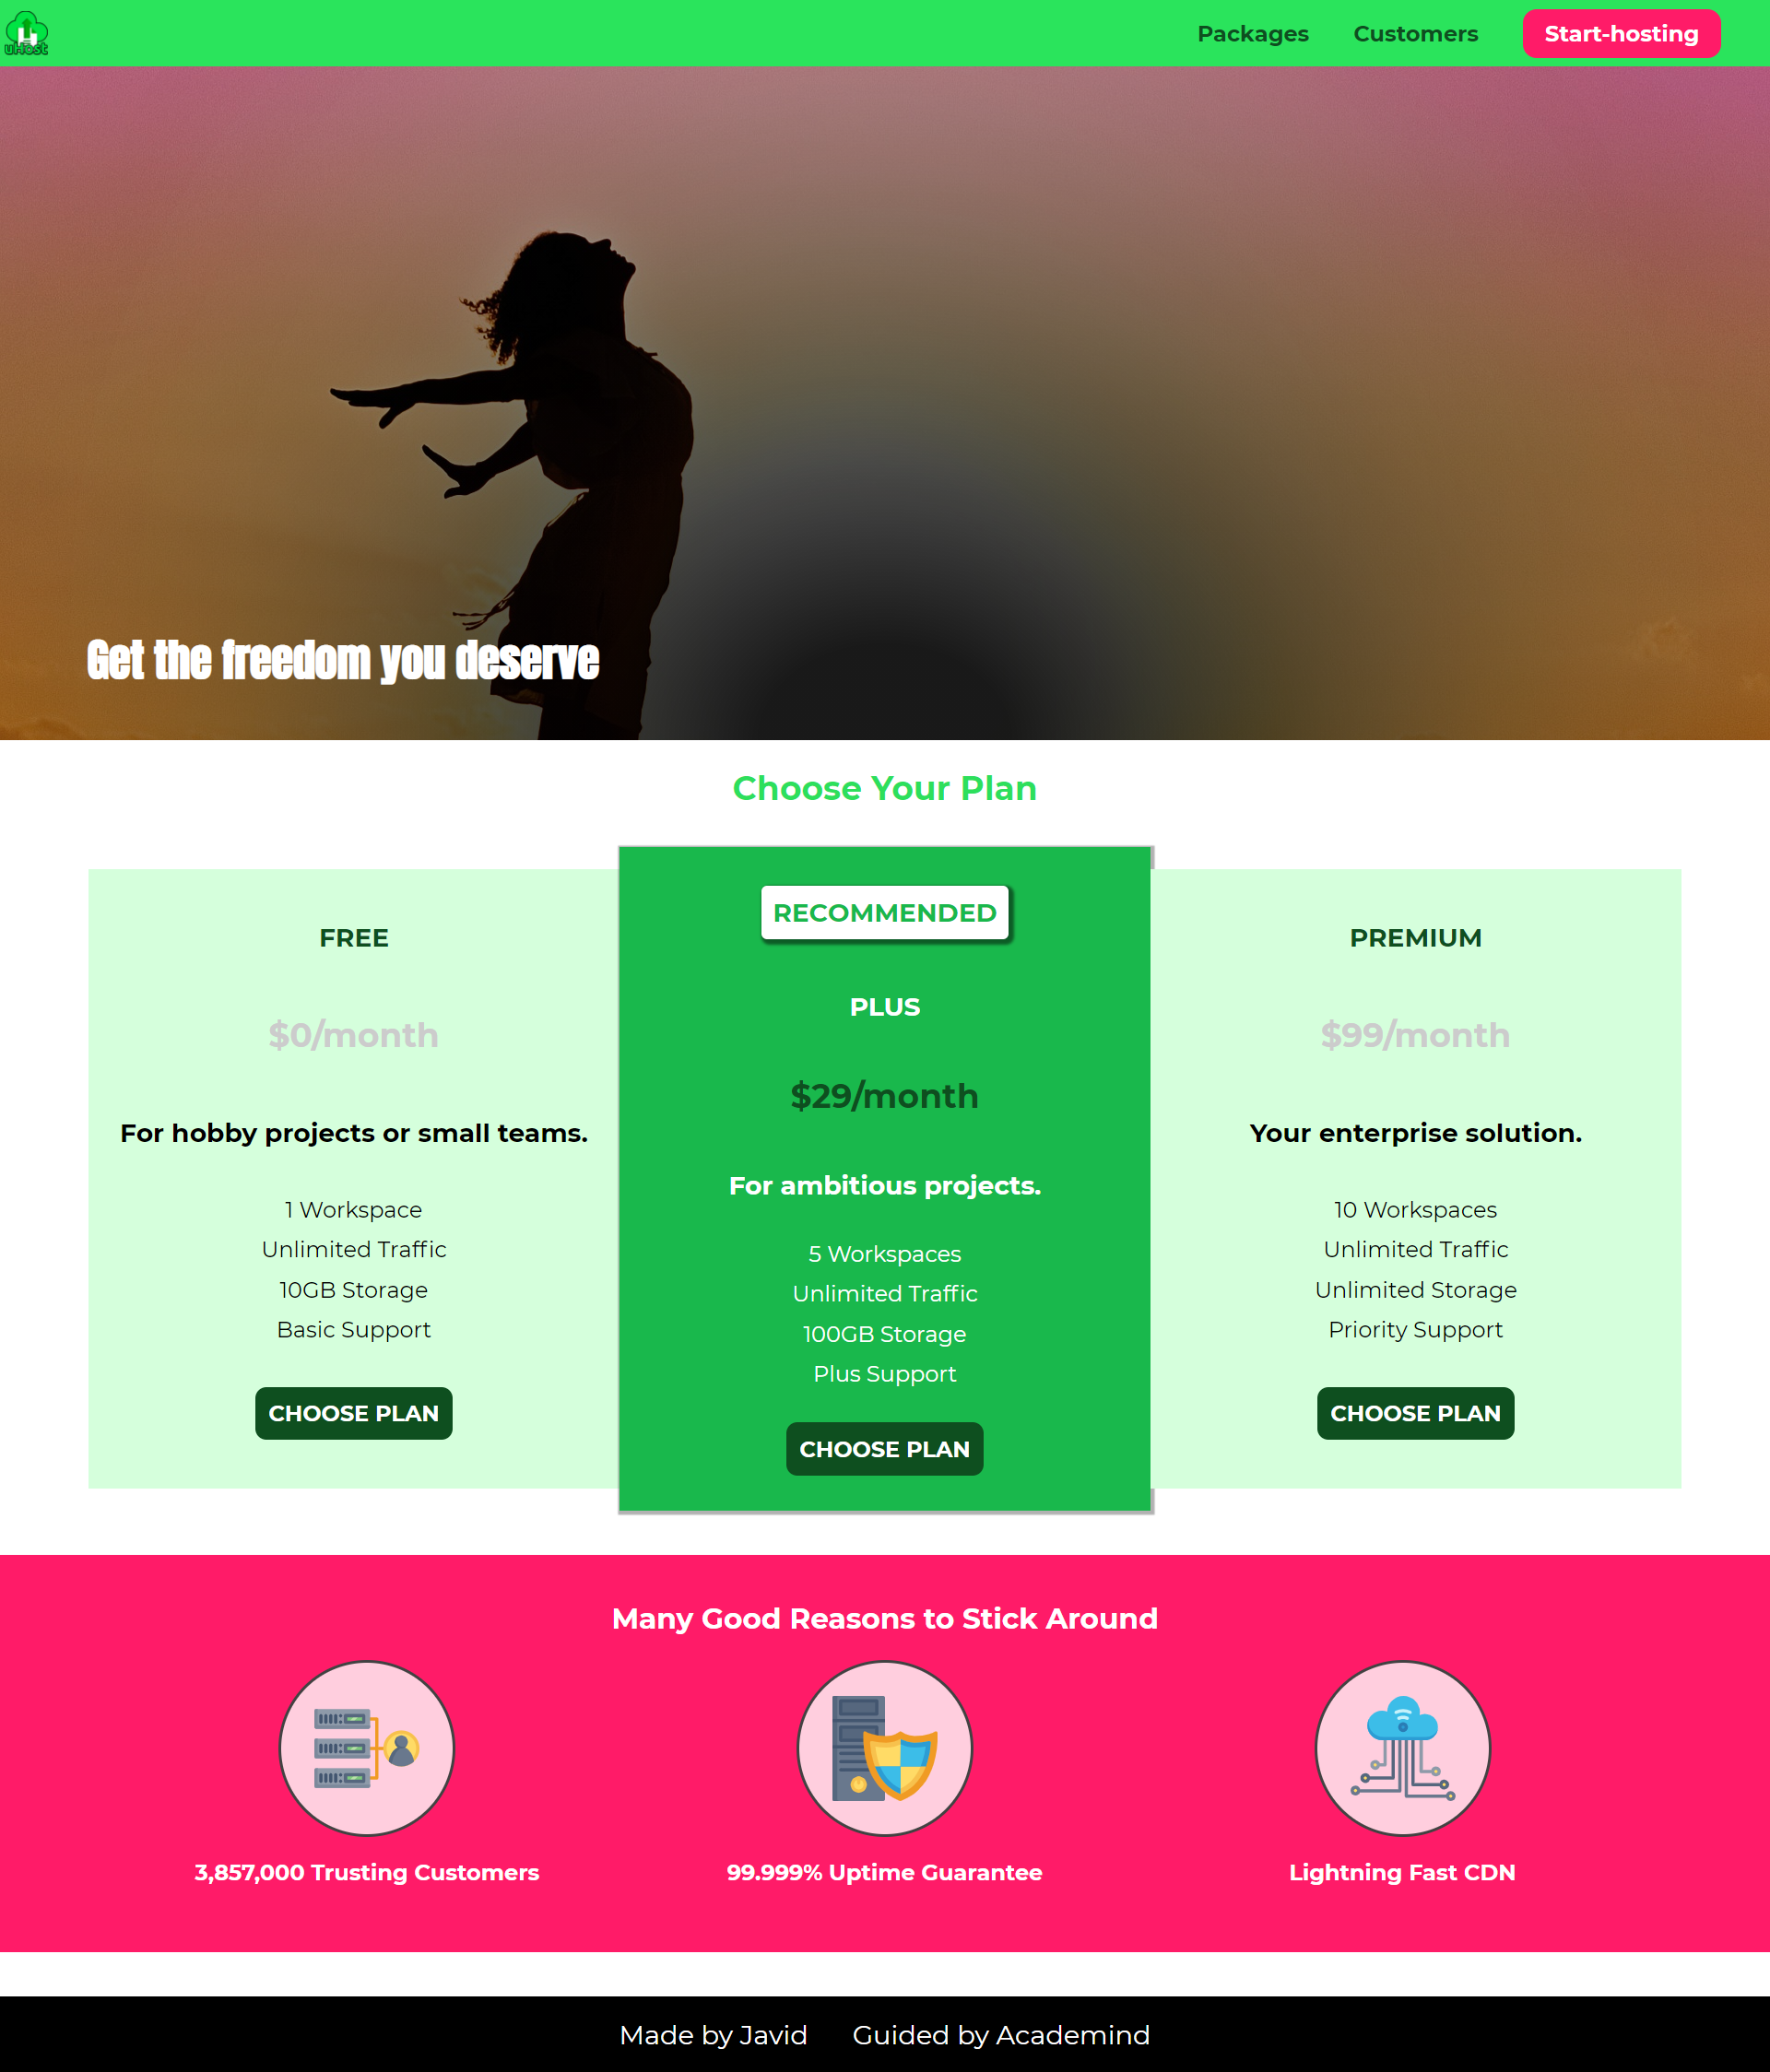 uHost
Packages
Customers
Start-hosting
Get the freedom you deserve
Choose Your Plan
FREE
$0/month
For hobby projects or small teams.
1 Workspace
Unlimited Traffic
10GB Storage
Basic Support
CHOOSE PLAN
RECOMMENDED
PLUS
$29/month
For ambitious projects.
5 Workspaces
Unlimited Traffic
100GB Storage
Plus Support
CHOOSE PLAN
PREMIUM
$99/month
Your enterprise solution.
10 Workspaces
Unlimited Traffic
Unlimited Storage
Priority Support
CHOOSE PLAN
Many Good Reasons to Stick Around
3,857,000 Trusting Customers
99.999% Uptime Guarantee
Lightning Fast CDN
Made by Javid
Guided by Academind